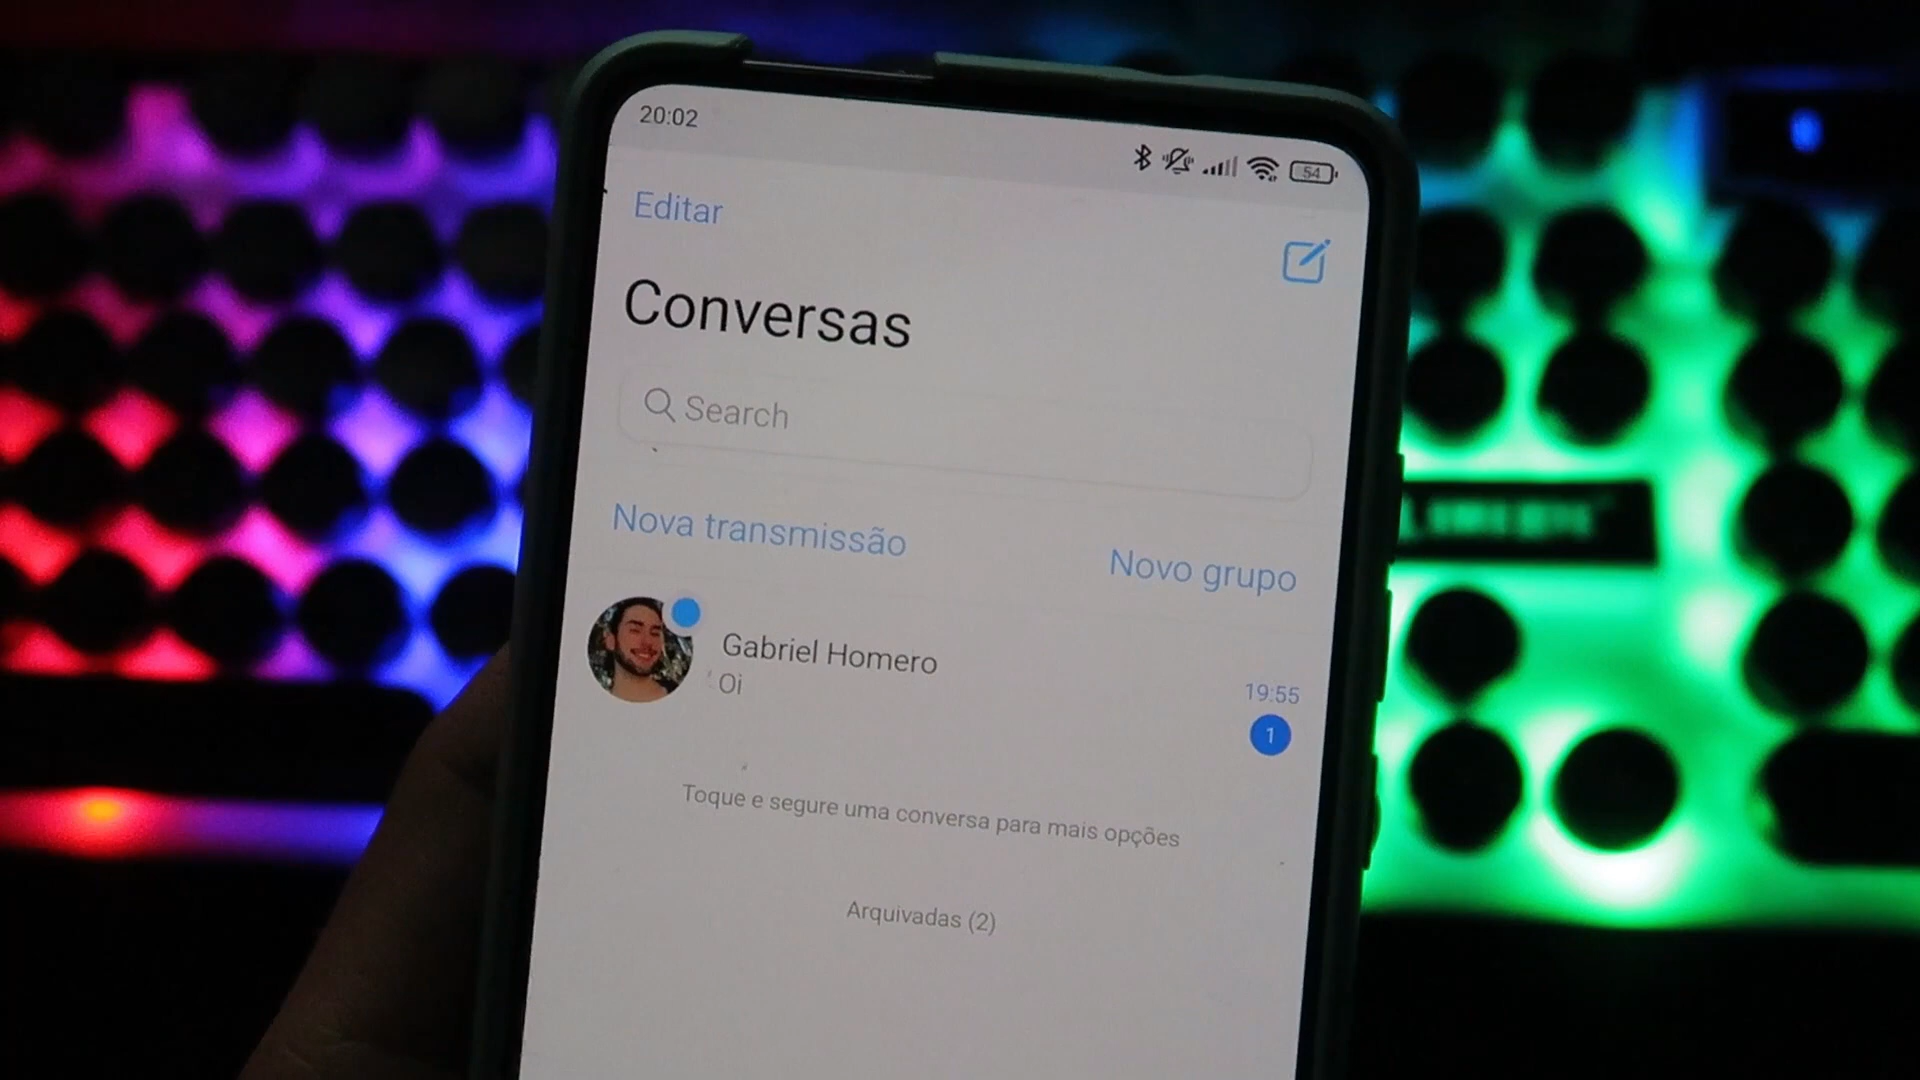 20:02
54
Editar
Conversas
Search
Nova transmissão
Novo grupo
Gabriel Homero
Oi
19:55
1
Toque e segure uma conversa para mais opções
Arquivadas (2)